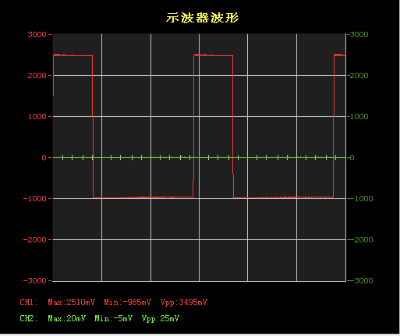 示波器波形
3000 3000
2000 2000
1000 1000
0 0
-1000 -1000
-2000 -2000
-3000 -3000
CH1: Max:2510mV Min:-985mV Vpp:3495mV
CH2: Max:20mV Min:-5mV Vpp:25mV